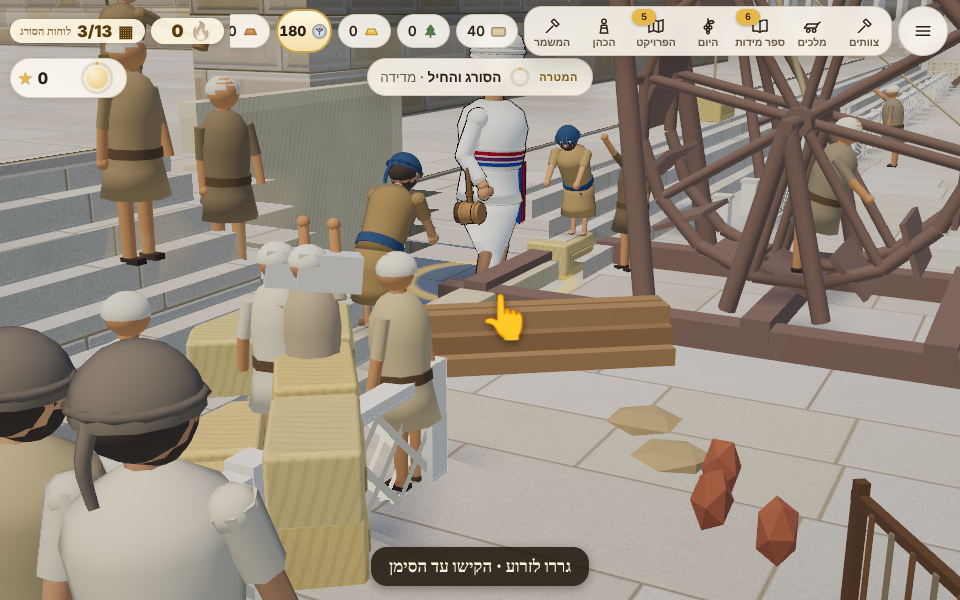 צוותים
מלכים
ספר מידות
6
היום
הפרויקט
5
הכהן
המשמר
40
0
0
180
0
0
3/13 לוחות הסורג
0
המטרה הסורג והחיל · מדידה
גררו לזרוע · הקישו עד הסימן